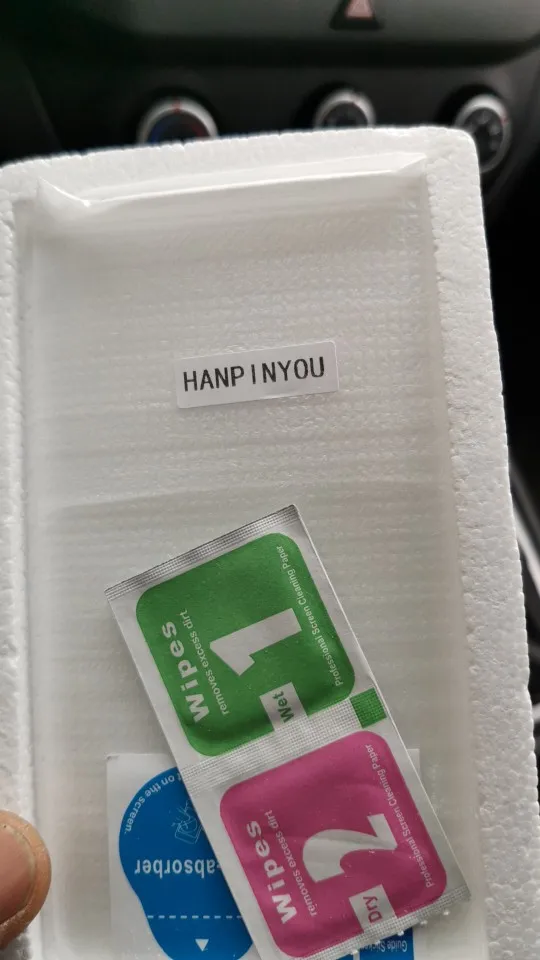 HANPINYOU
Wipes
removes excess dirt.
1
Wet
Professional Screen Cleaning Paper
Wipes
removes excess dirt.
2
Dry
Professional Screen Cleaning Paper
on the screen.
-absorber
Guide